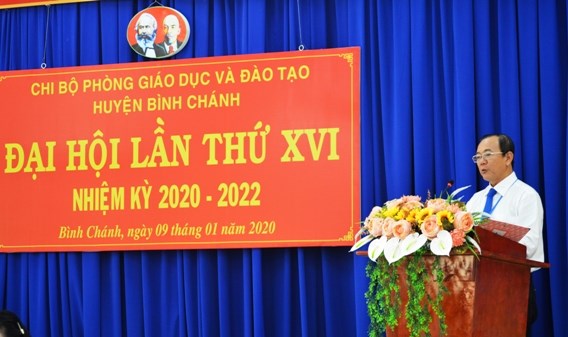 CHI BỘ PHÒNG GIÁO DỤC VÀ ĐÀO TẠO
HUYỆN BÌNH CHÁNH
ĐẠI HỘI LẦN THỨ XVI
NHIỆM KỲ 2020 - 2022
Bình Chánh, ngày 09 tháng 01 năm 2020